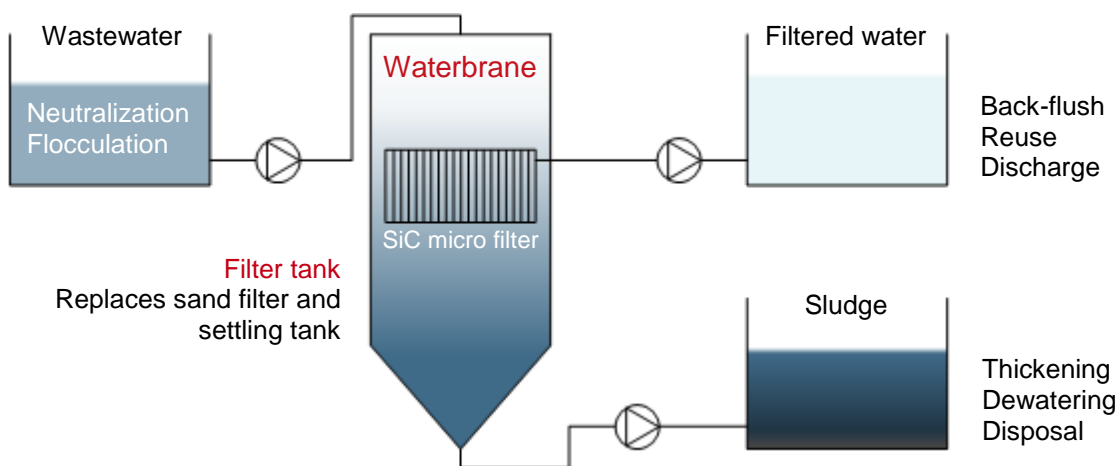 Wastewater
Neutralization
Flocculation
Waterbrane
SiC micro filter
Filter tank
Replaces sand filter and
settling tank
Filtered water
Back-flush
Reuse
Discharge
Sludge
Thickening
Dewatering
Disposal